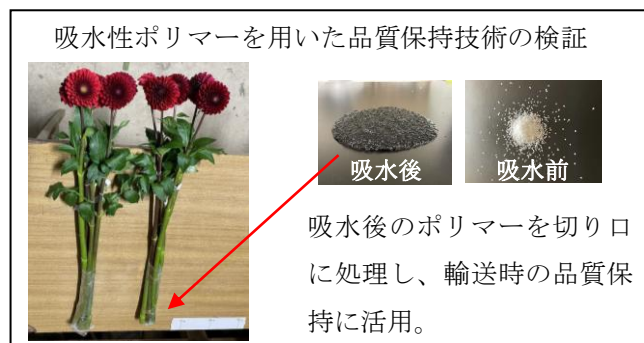 吸水性ポリマーを用いた品質保持技術の検証
吸水後
吸水前
吸水後のポリマーを切り口
に処理し、輸送時の品質保
持に活用。